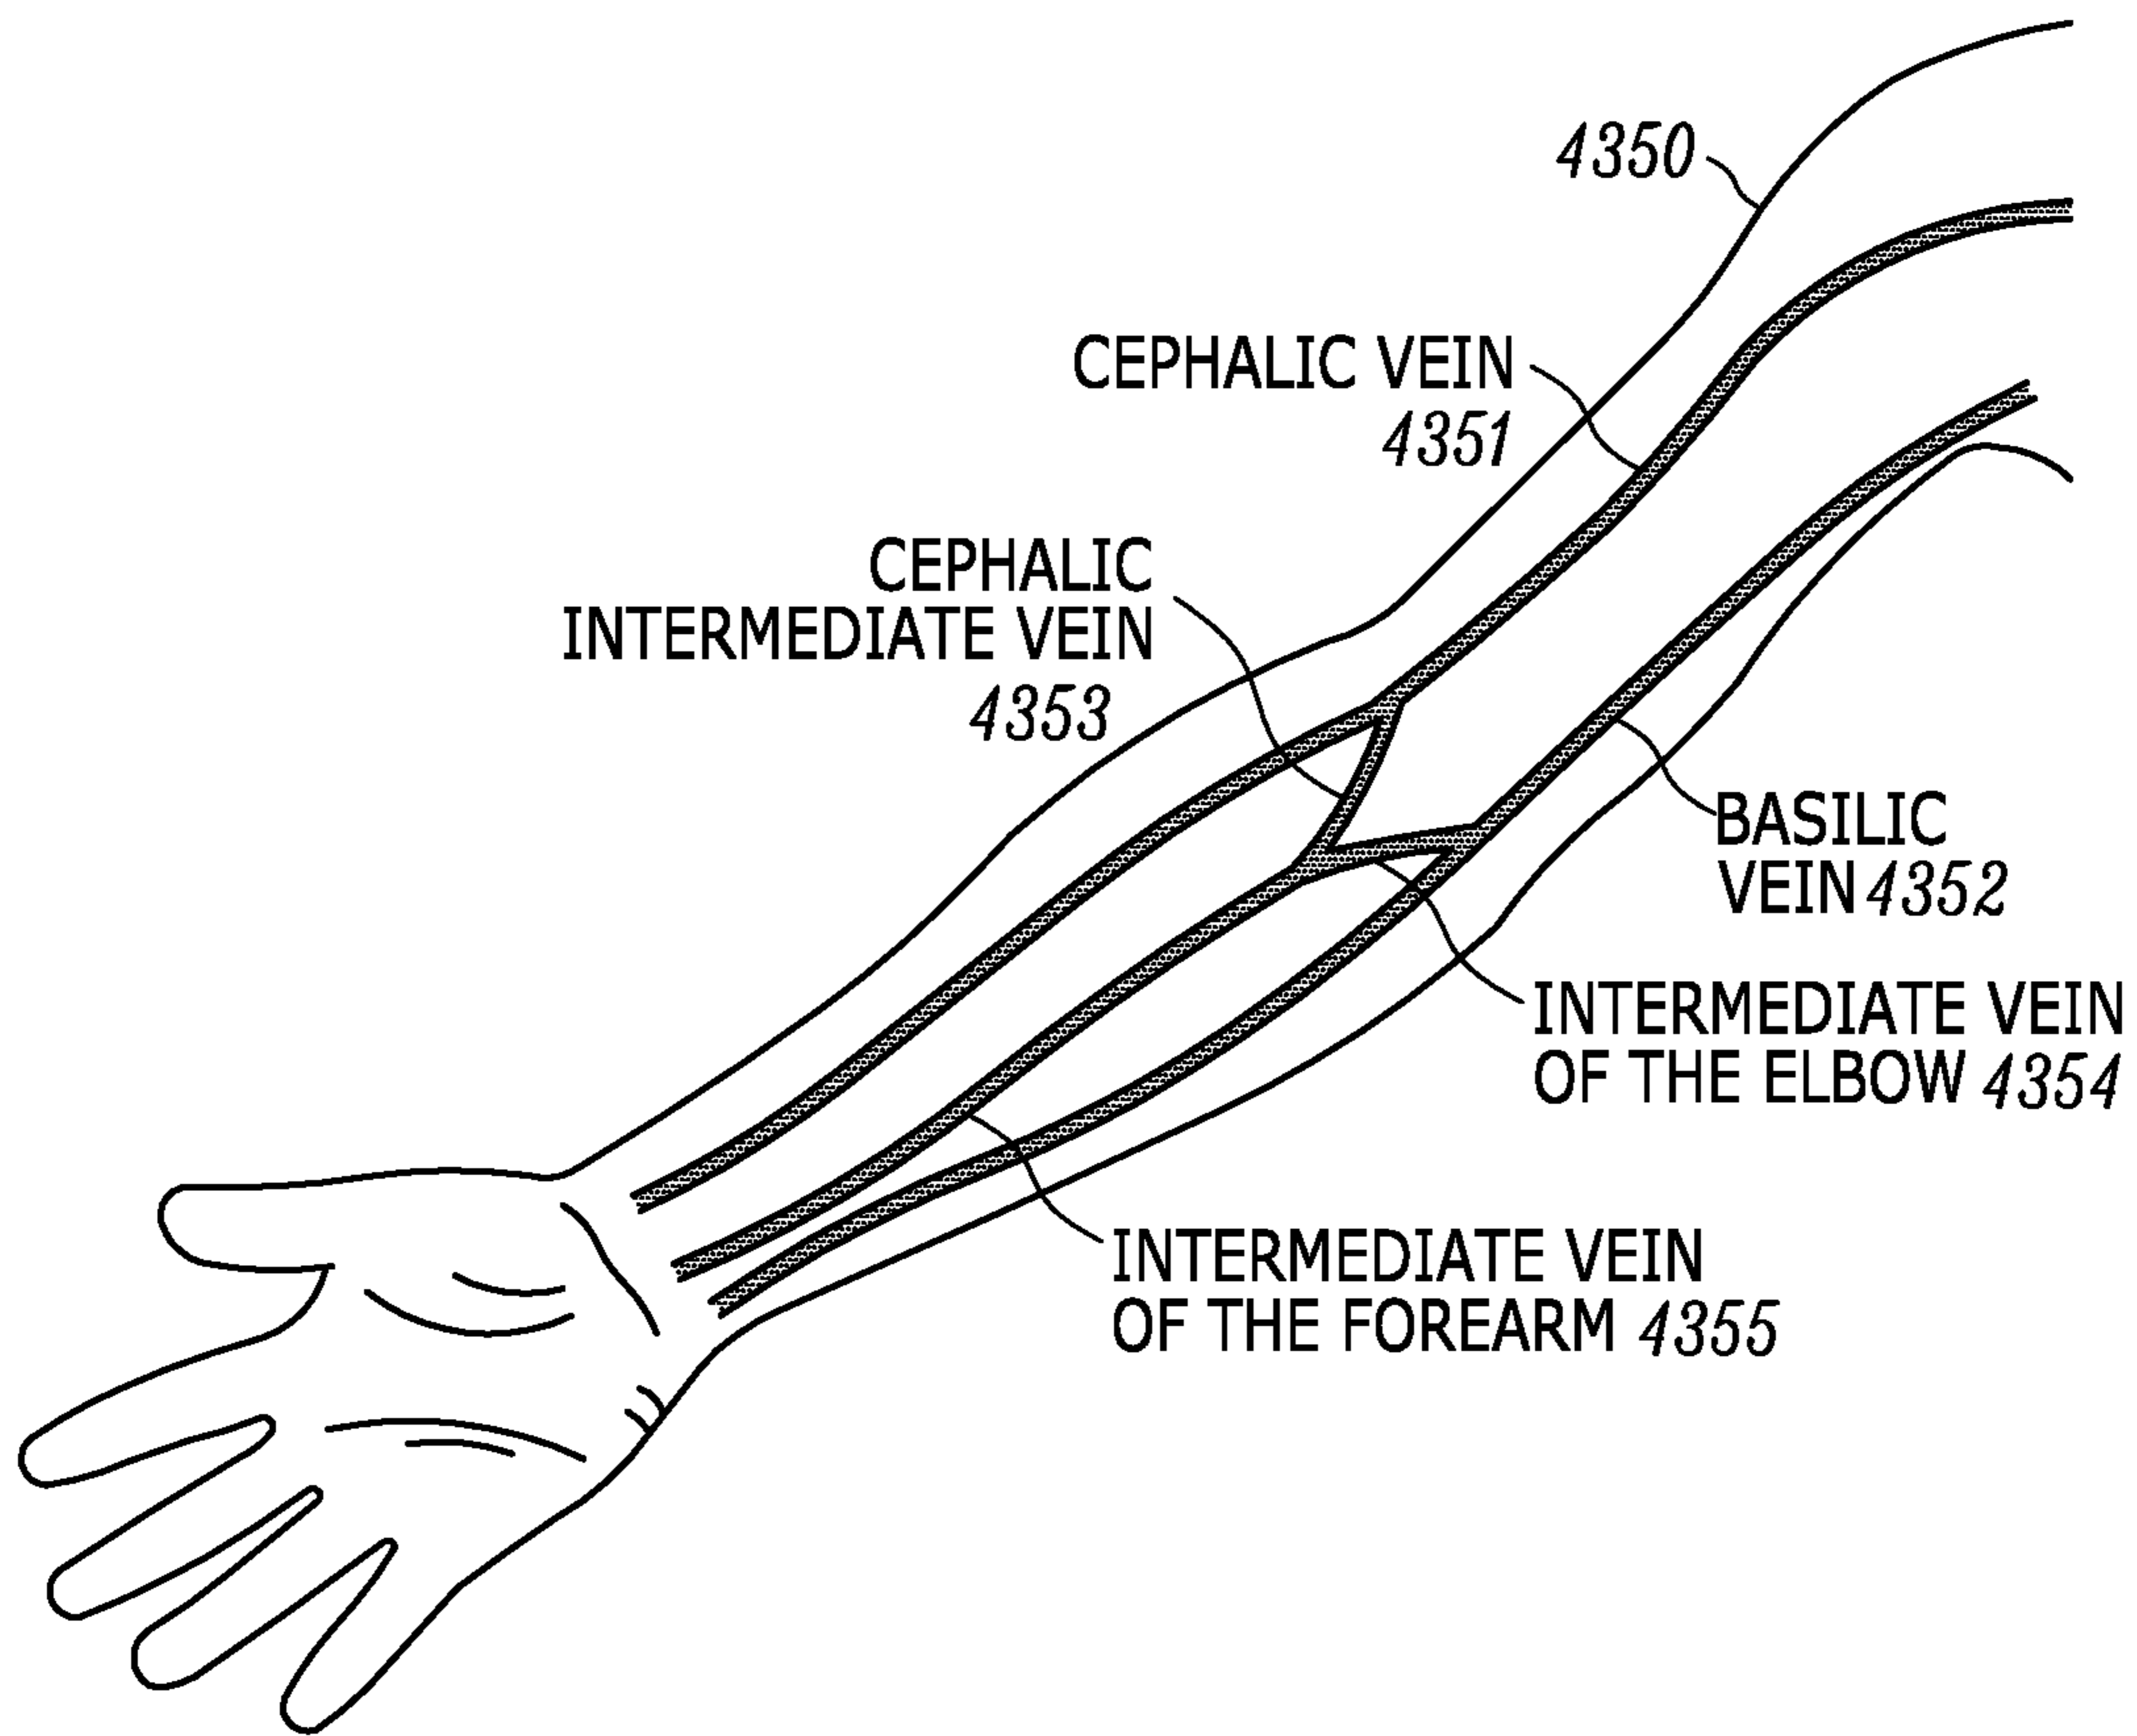 4350
CEPHALIC VEIN
4351
CEPHALIC
INTERMEDIATE VEIN
4353
BASILIC
VEIN 4352
INTERMEDIATE VEIN
OF THE ELBOW 4354
INTERMEDIATE VEIN
OF THE FOREARM 4355